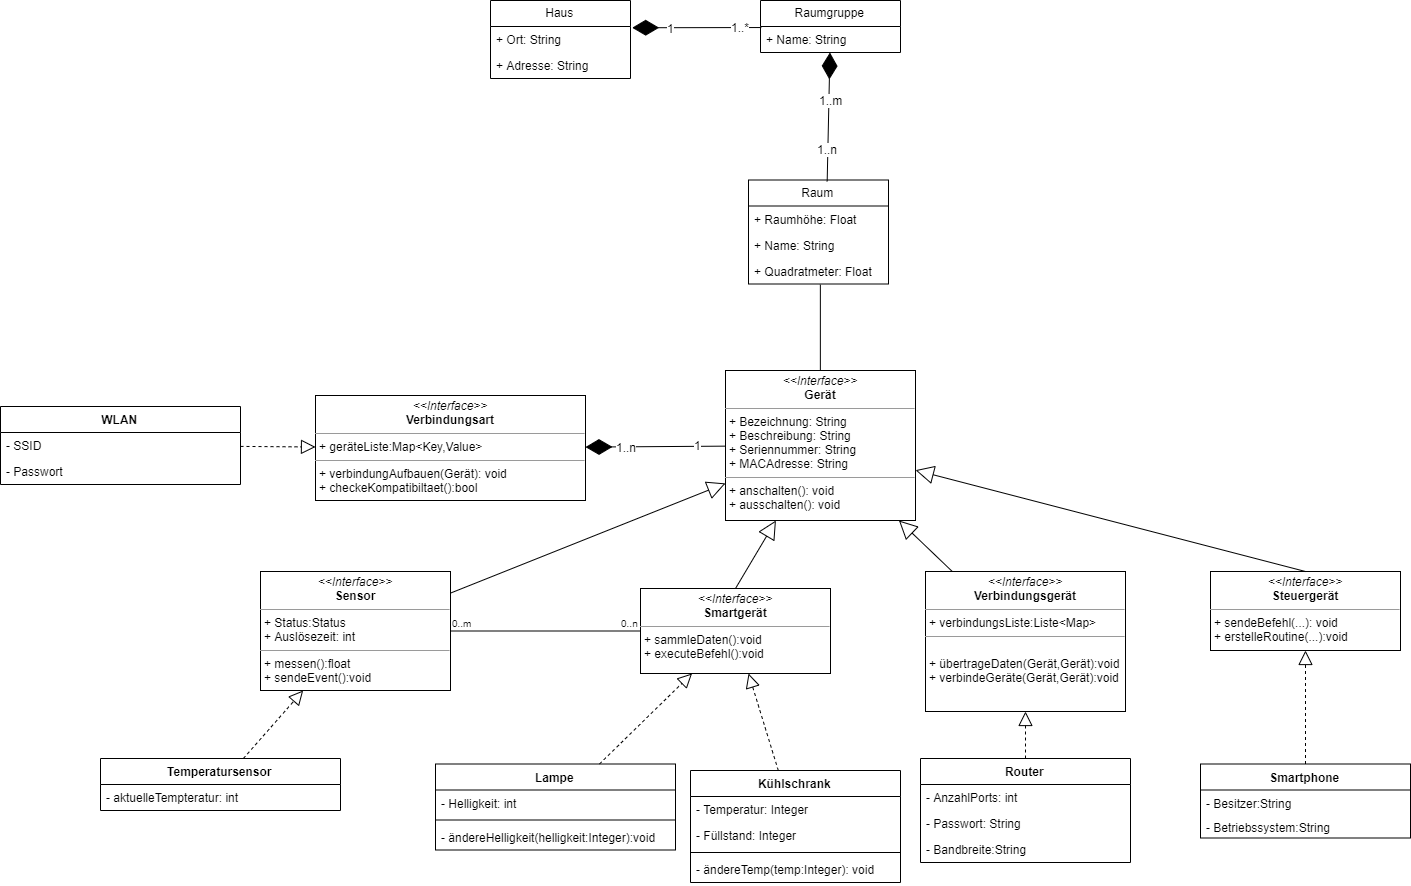 Haus
+ Ort: String
+ Adresse: String
1
1..*
Raumgruppe
+ Name: String
1..m
1..n
Raum
+ Raumhöhe: Float
+ Name: String
+ Quadratmeter: Float
<<Interface>>
Gerät
+ Bezeichnung: String
+ Beschreibung: String
+ Seriennummer: String
+ MACAdresse: String
+ anschalten(): void
+ ausschalten(): void
WLAN
- SSID
- Passwort
<<Interface>>
Verbindungsart
+ geräteListe:Map<Key,Value>
+ verbindungAufbauen(Gerät): void
+ checkeKompatibiltaet():bool
1..n
1
<<Interface>>
Sensor
+ Status:Status
+ Auslösezeit: int
+ messen():float
+ sendeEvent():void
0..m
0..n
<<Interface>>
Smartgerät
+ sammleDaten():void
+ executeBefehl():void
<<Interface>>
Verbindungsgerät
+ verbindungsListe:Liste<Map>
+ übertrageDaten(Gerät,Gerät):void
+ verbindeGeräte(Gerät,Gerät):void
<<Interface>>
Steuergerät
+ sendeBefehl(...): void
+ erstelleRoutine(...):void
Temperatursensor
- aktuelleTempteratur: int
Lampe
- Helligkeit: int
- ändereHelligkeit(helligkeit:Integer):void
Kühlschrank
- Temperatur: Integer
- Füllstand: Integer
- ändereTemp(temp:Integer): void
Router
- AnzahlPorts: int
- Passwort: String
- Bandbreite:String
Smartphone
- Besitzer:String
- Betriebssystem:String